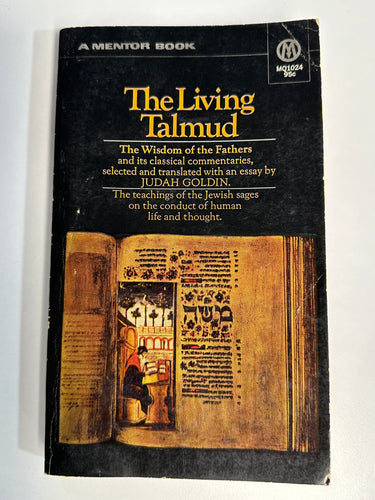 A MENTOR BOOK
M
MQ1024
95c
The Living
Talmud
The Wisdom of the Fathers
and its classical commentaries,
selected and translated with an essay by
JUDAH GOLDIN.
The teachings of the Jewish sages
on the conduct of human
life and thought.
משה